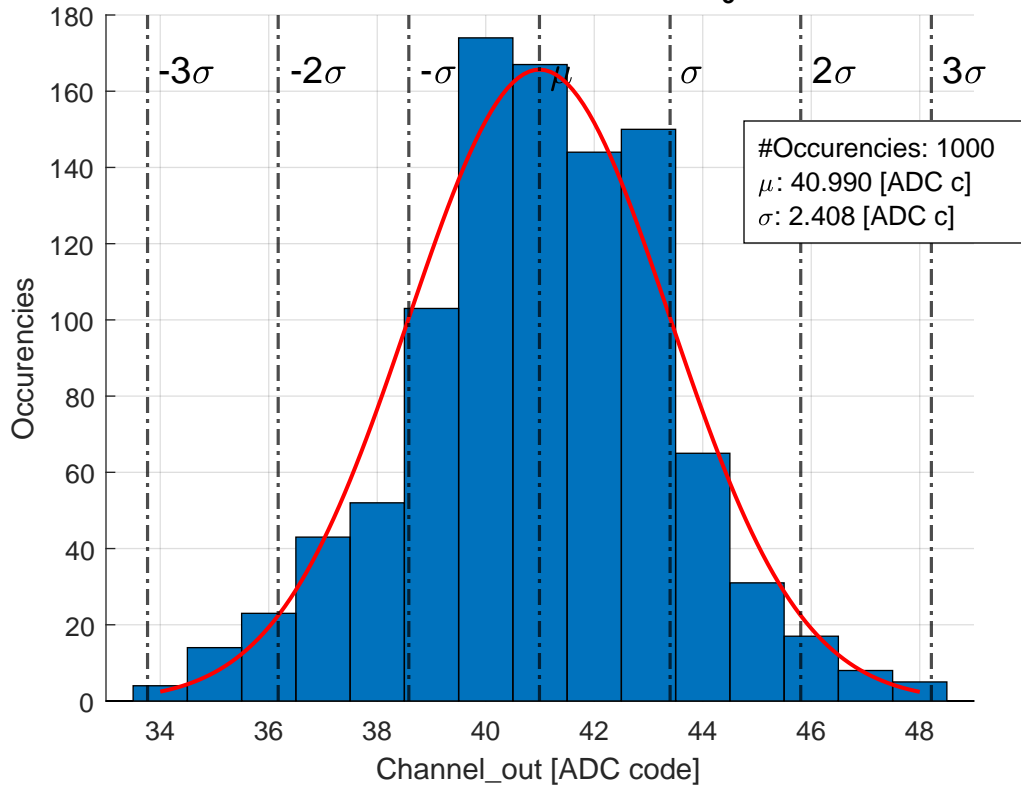 180
160
140
120
100
80
60
40
20
0
Occurencies
-3σ
-2σ
-σ
μ
σ
2σ
3σ
#Occurencies: 1000
μ: 40.990 [ADC c]
σ: 2.408 [ADC c]
34 36 38 40 42 44 46 48
Channel_out [ADC code]